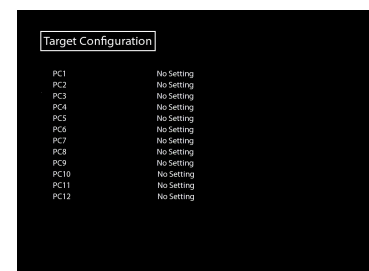 Target Configuration
PC1 No Setting
PC2 No Setting
PC3 No Setting
PC4 No Setting
PC5 No Setting
PC6 No Setting
PC7 No Setting
PC8 No Setting
PC9 No Setting
PC10 No Setting
PC11 No Setting
PC12 No Setting